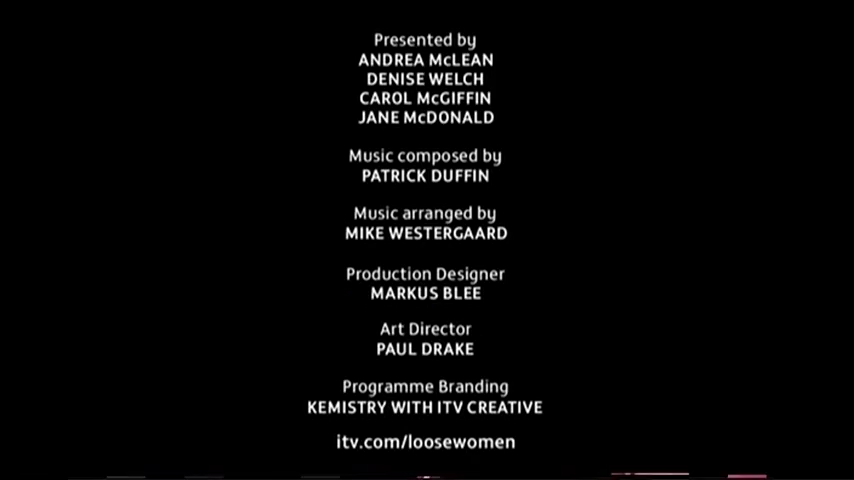 Presented by
ANDREA McLEAN
DENISE WELCH
CAROL McGIFFIN
JANE McDONALD
Music composed by
PATRICK DUFFIN
Music arranged by
MIKE WESTERGAARD
Production Designer
MARKUS BLEE
Art Director
PAUL DRAKE
Programme Branding
KEMISTRY WITH ITV CREATIVE
itv.com/loosewomen